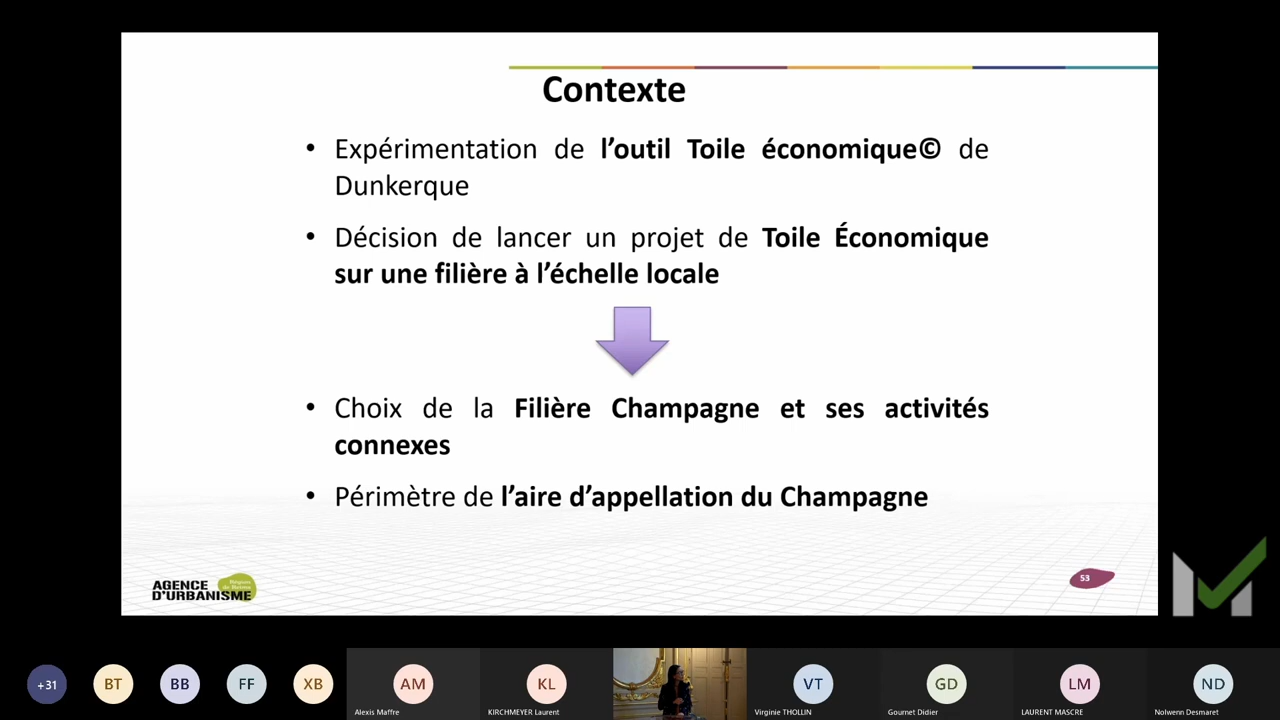 Contexte
• Expérimentation de l'outil Toile économique© de
Dunkerque
• Décision de lancer un projet de Toile Économique
sur une filière à l'échelle locale
• Choix de la Filière Champagne et ses activités
connexes
• Périmètre de l'aire d'appellation du Champagne
AGENCE
D'URBANISME
53
+31
BT
BB
FF
XB
AM
KL
VT
GD
LM
ND
Alexis Maffre
KIRCHMEYER Laurent
Virginie THOLLIN
Gournet Didier
LAURENT MASCRE
Nolwenn Desmaret